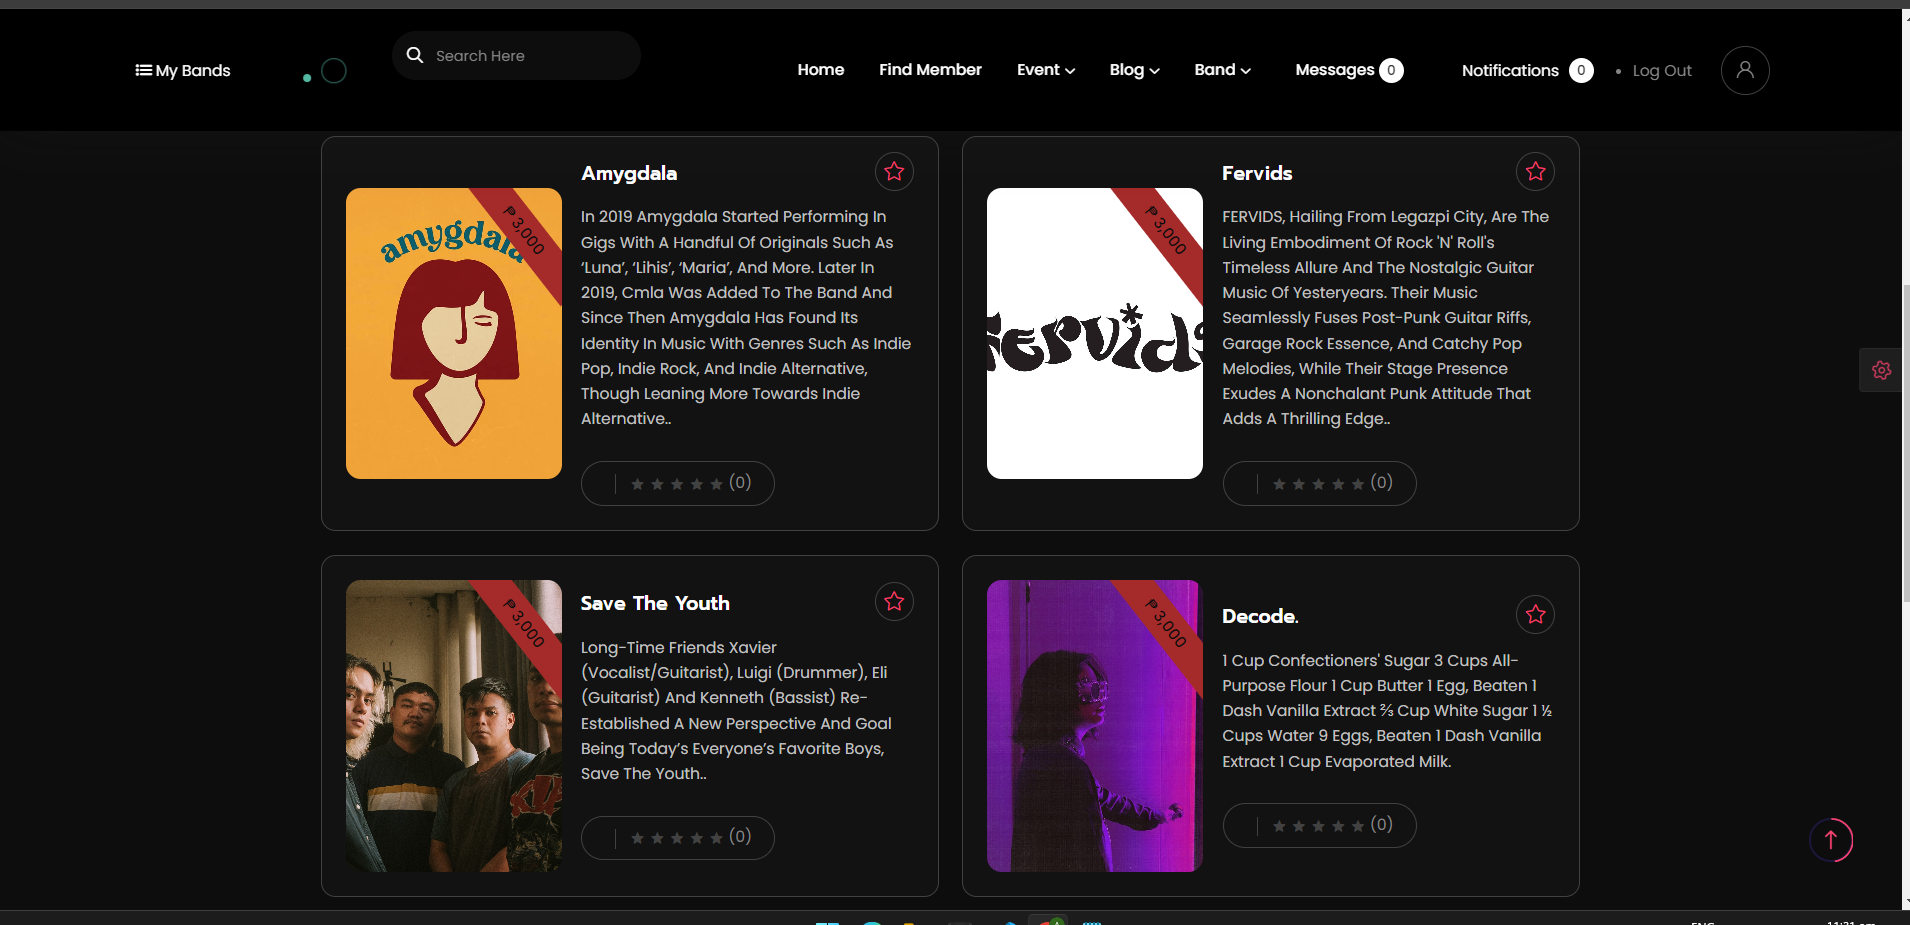 My Bands
Search Here
Home
Find Member
Event
Blog
Band
Messages 0
Notifications 0
• Log Out
Amygdala
amygdala
₱ 3,000
In 2019 Amygdala Started Performing In
Gigs With A Handful Of Originals Such As
‘Luna’, ‘Lihis’, ‘Maria’, And More. Later In
2019, Cmla Was Added To The Band And
Since Then Amygdala Has Found Its
Identity In Music With Genres Such As Indie
Pop, Indie Rock, And Indie Alternative,
Though Leaning More Towards Indie
Alternative..
(0)
Fervids
fervids
₱ 3,000
FERVIDS, Hailing From Legazpi City, Are The
Living Embodiment Of Rock 'N' Roll's
Timeless Allure And The Nostalgic Guitar
Music Of Yesteryears. Their Music
Seamlessly Fuses Post-Punk Guitar Riffs,
Garage Rock Essence, And Catchy Pop
Melodies, While Their Stage Presence
Exudes A Nonchalant Punk Attitude That
Adds A Thrilling Edge..
(0)
Save The Youth
₱ 3,000
Long-Time Friends Xavier
(Vocalist/Guitarist), Luigi (Drummer), Eli
(Guitarist) And Kenneth (Bassist) Re-
Established A New Perspective And Goal
Being Today’s Everyone’s Favorite Boys,
Save The Youth..
(0)
Decode.
₱ 3,000
1 Cup Confectioners' Sugar 3 Cups All-
Purpose Flour 1 Cup Butter 1 Egg, Beaten 1
Dash Vanilla Extract ⅔ Cup White Sugar 1 ½
Cups Water 9 Eggs, Beaten 1 Dash Vanilla
Extract 1 Cup Evaporated Milk.
(0)